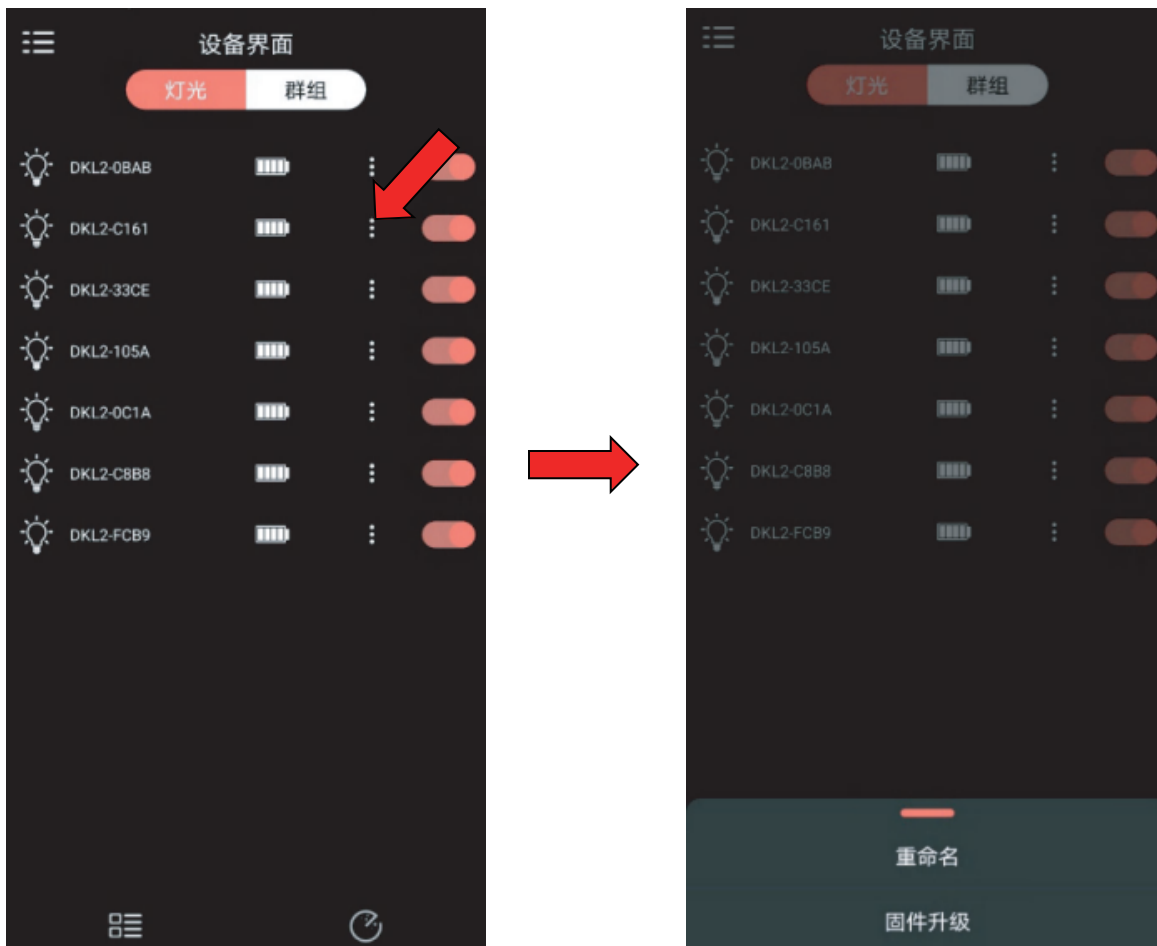 设备界面
灯光 群组
DKL2-0BAB
DKL2-C161
DKL2-33CE
DKL2-105A
DKL2-0C1A
DKL2-C8B8
DKL2-FCB9
设备界面
灯光 群组
DKL2-0BAB
DKL2-C161
DKL2-33CE
DKL2-105A
DKL2-0C1A
DKL2-C8B8
DKL2-FCB9
重命名
固件升级